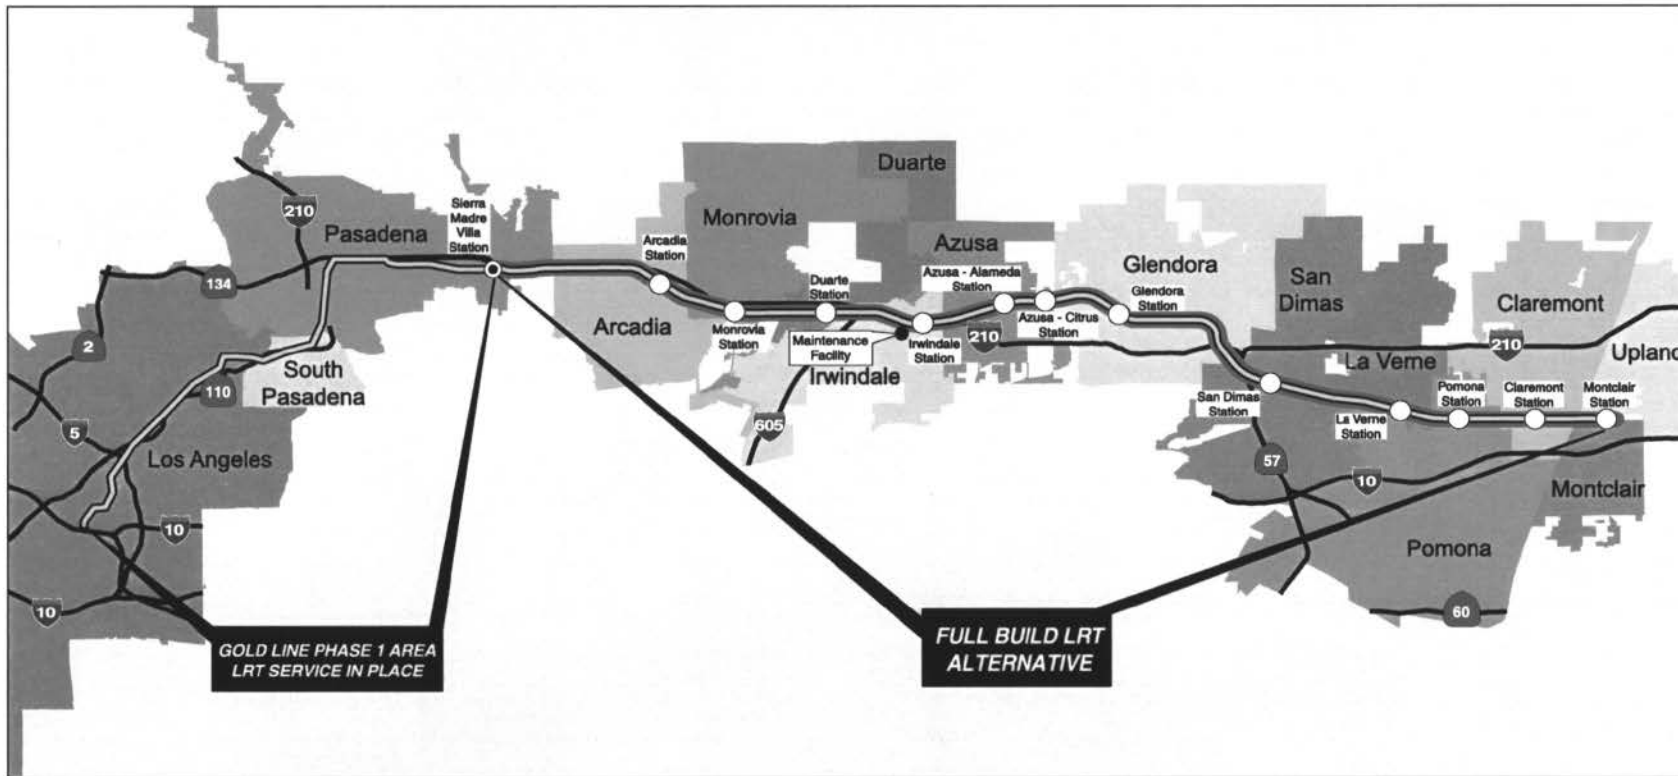 Duarte
Monrovia
210
Pasadena
Sierra
Madre
Villa
Station
Arcadia
Station
Azusa
Azusa - Alameda
Station
Glendora
San
Dimas
Claremont
134
Duarte
Station
Glendora
Station
Azusa - Citrus
Station
Arcadia
Monrovia
Station
Maintenance
Facility
Irwindale
Station
210
2
210
Upland
La Verne
South
Pasadena
110
Irwindale
San Dimas
Station
Pomona
Station
Claremont
Station
Montclair
Station
La Verne
Station
5
605
Los Angeles
57
10
Montclair
10
Pomona
10
60
GOLD LINE PHASE 1 AREA
LRT SERVICE IN PLACE
FULL BUILD LRT
ALTERNATIVE